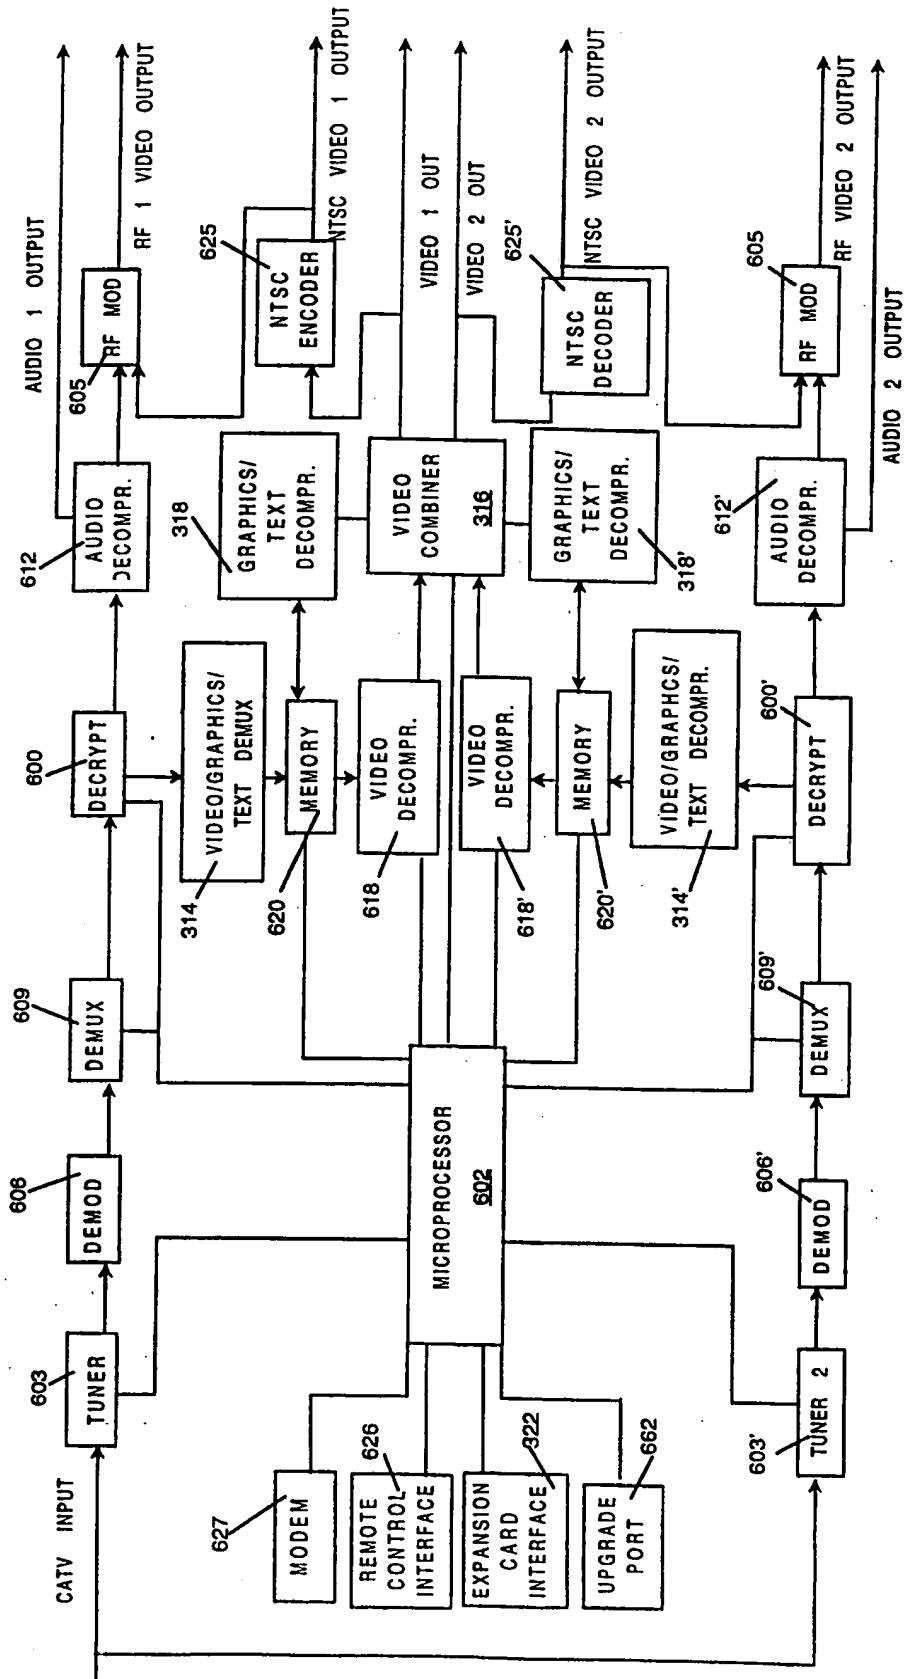 CATV INPUT
603
TUNER
606
DEMOD
609
DEMUX
600
DECRYPT
612
AUDIO
DECOMPR.
605
RF MOD
AUDIO 1 OUTPUT
RF 1 VIDEO OUTPUT
314
VIDEO/GRAPHICS/
TEXT DEMUX
318
GRAPHICS/
TEXT
DECOMPR.
625
NTSC
ENCODER
NTSC VIDEO 1 OUTPUT
627
MODEM
620
MEMORY
618
VIDEO
DECOMPR.
REMOTE
CONTROL
INTERFACE
626
MICROPROCESSOR
602
VIDEO
COMBINER
316
VIDEO 1 OUT
VIDEO 2 OUT
EXPANSION
CARD
INTERFACE
322
618'
VIDEO
DECOMPR.
625'
NTSC
DECODER
NTSC VIDEO 2 OUTPUT
UPGRADE
PORT
662
620'
MEMORY
GRAPHICS/
TEXT
DECOMPR.
318'
314'
VIDEO/GRAPHCS/
TEXT DECOMPR.
603'
TUNER 2
606'
DEMOD
609'
DEMUX
600'
DECRYPT
612'
AUDIO
DECOMPR.
605
RF MOD
RF VIDEO 2 OUTPUT
AUDIO 2 OUTPUT